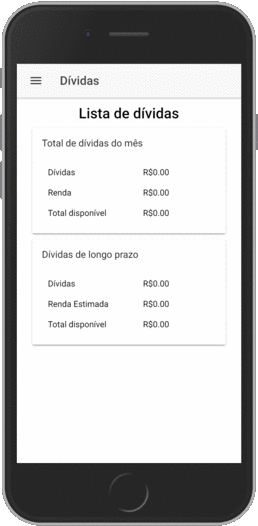 Dívidas
Lista de dívidas
Total de dívidas do mês
Dívidas R$0.00
Renda R$0.00
Total disponível R$0.00
Dívidas de longo prazo
Dívidas R$0.00
Renda Estimada R$0.00
Total disponível R$0.00